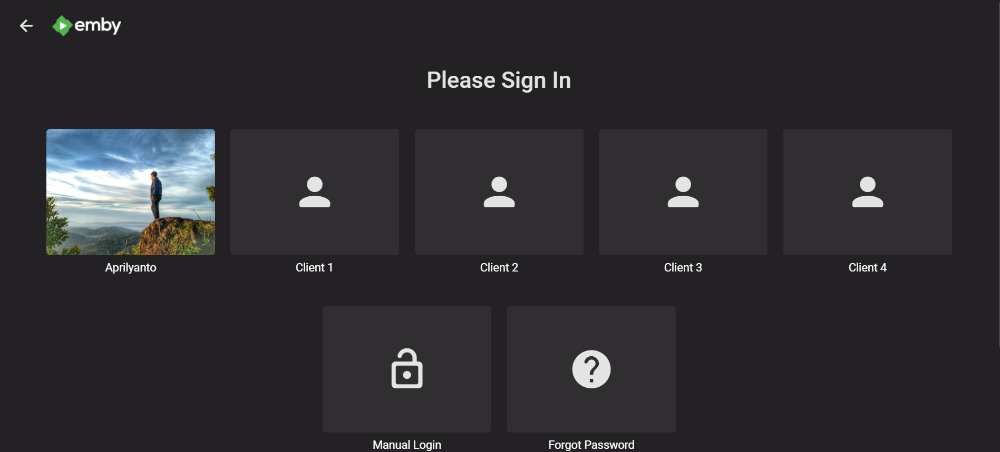 emby
Please Sign In
Aprilyanto
Client 1
Client 2
Client 3
Client 4
Manual Login
Forgot Password